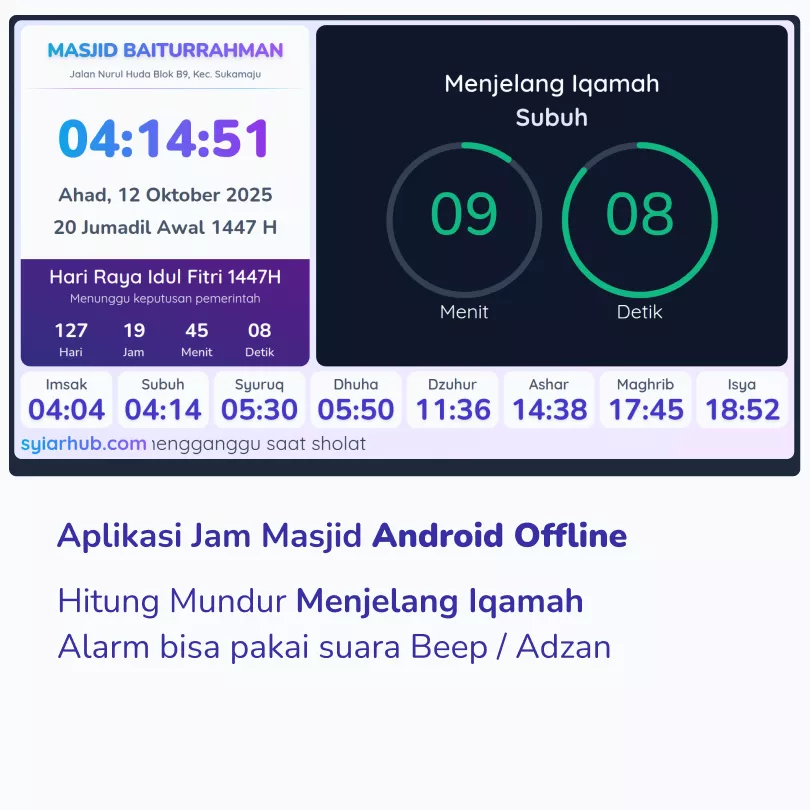 MASJID BAITURRAHMAN
Jalan Nurul Huda Blok B9, Kec. Sukamaju
04:14:51
Ahad, 12 Oktober 2025
20 Jumadil Awal 1447 H
Hari Raya Idul Fitri 1447H
Menunggu keputusan pemerintah
127 19 45 08
Hari Jam Menit Detik
Menjelang Iqamah
Subuh
09 08
Menit Detik
Imsak Subuh Syuruq Dhuha Dzuhur Ashar Maghrib Isya
04:04 04:14 05:30 05:50 11:36 14:38 17:45 18:52
syiarhub.com engganggu saat sholat
Aplikasi Jam Masjid Android Offline
Hitung Mundur Menjelang Iqamah
Alarm bisa pakai suara Beep / Adzan